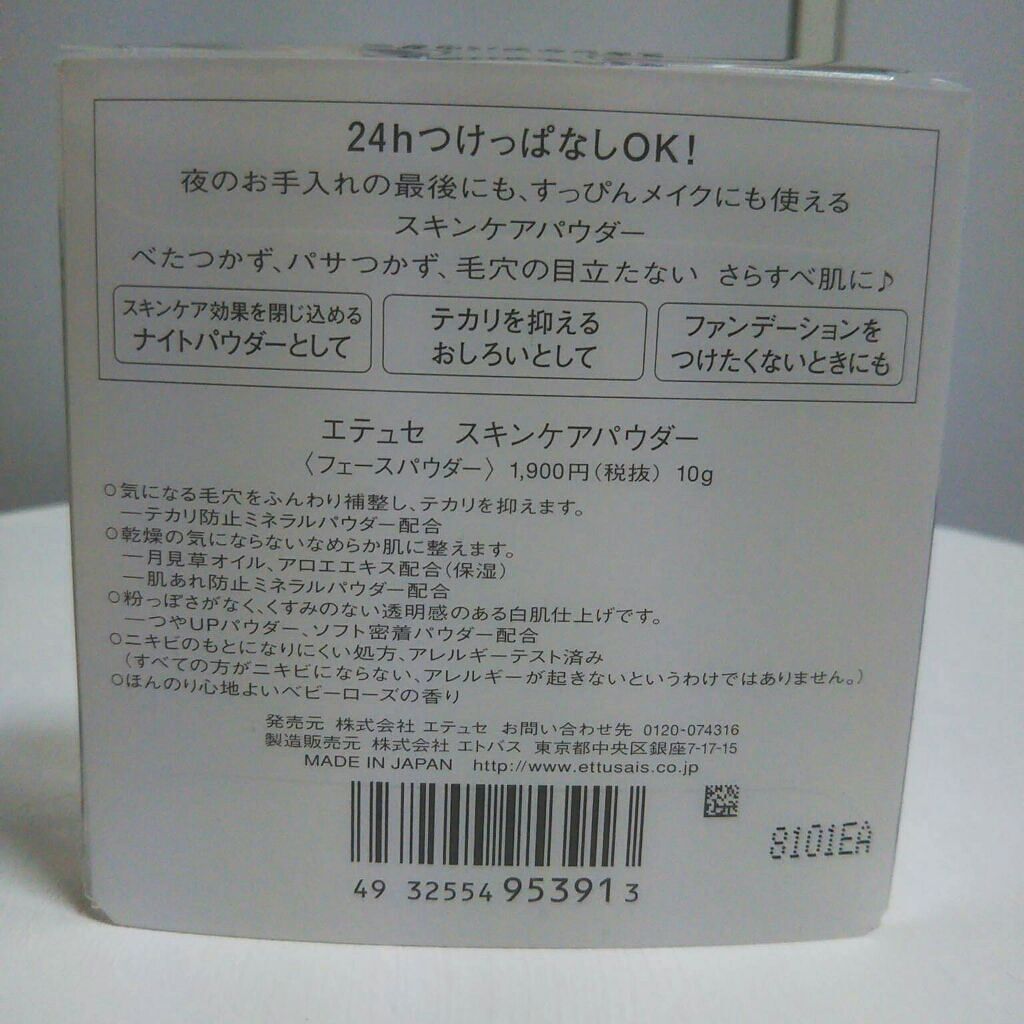 24hつけっぱなしOK!
夜のお手入れの最後にも、すっぴんメイクにも使える
スキンケアパウダー
べたつかず、パサつかず、毛穴の目立たない さらすべ肌に♪
スキンケア効果を閉じ込める
ナイトパウダーとして
テカリを抑える
おしろいとして
ファンデーションを
つけたくないときにも
エテュセ スキンケアパウダー
〈フェースパウダー〉 1,900円(税抜) 10g
○気になる毛穴をふんわり補整し、テカリを抑えます。
―テカリ防止ミネラルパウダー配合
○乾燥の気にならないなめらか肌に整えます。
―月見草オイル、アロエエキス配合(保湿)
―肌あれ防止ミネラルパウダー配合
○粉っぽさがなく、くすみのない透明感のある白肌仕上げです。
―つやUPパウダー、ソフト密着パウダー配合
○ニキビのもとになりにくい処方、アレルギーテスト済み
(すべての方がニキビにならない、アレルギーが起きないというわけではありません。)
○ほんのり心地よいベビーローズの香り
発売元 株式会社 エテュセ お問い合わせ先 0120-074316
製造販売元 株式会社 エトバス 東京都中央区銀座7-17-15
MADE IN JAPAN http://www.ettusais.co.jp
8101EA
49 32554 95391 3